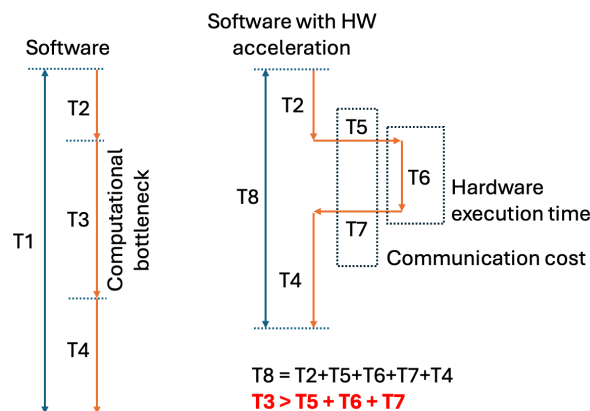 Software
T1
T2
T3
Computational
bottleneck
T4
Software with HW
acceleration
T8
T2
T5
T6
T7
T4
Hardware
execution time
Communication cost
T8 = T2+T5+T6+T7+T4
T3 > T5 + T6 + T7